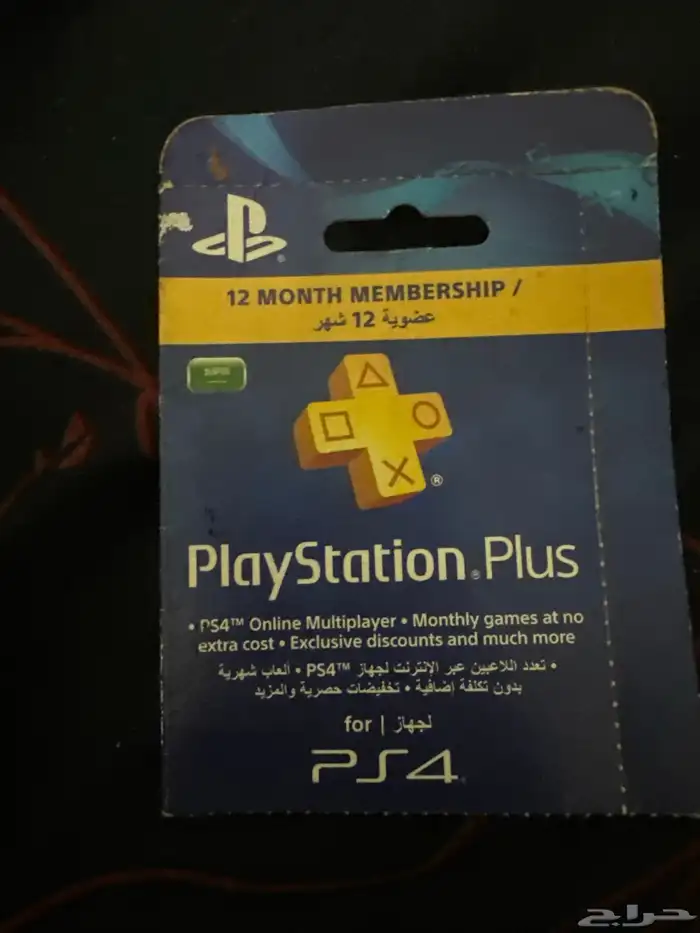 12 MONTH MEMBERSHIP /
عضوية 12 شهر
PlayStation®Plus
• PS4™ Online Multiplayer • Monthly games at no
extra cost • Exclusive discounts and much more
• تعدد اللاعبين عبر الإنترنت لجهاز PS4™ • ألعاب شهرية
بدون تكلفة إضافية • تخفيضات حصرية والمزيد
for | لجهاز
PS4
حراج